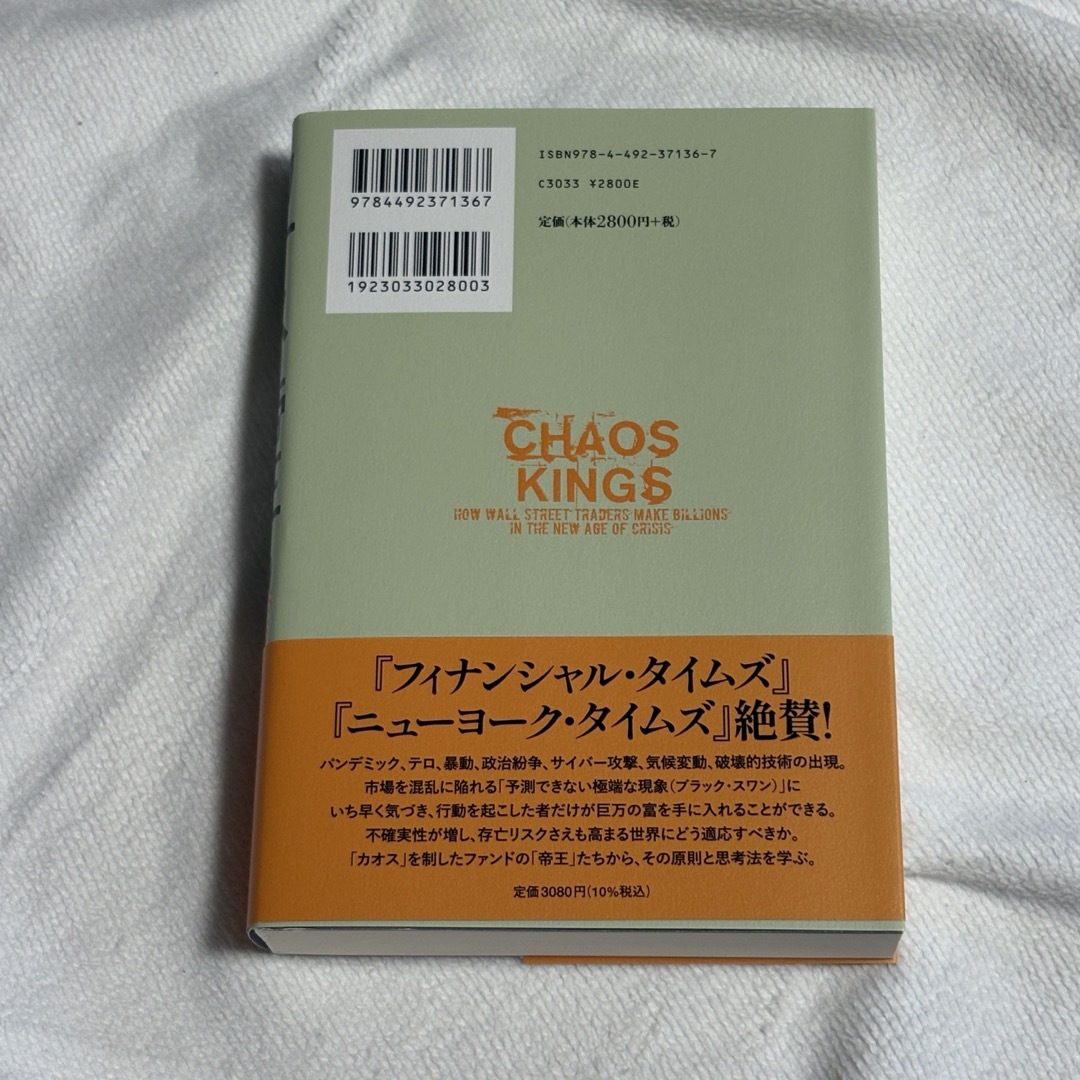 9784492371367
1923033028003
ISBN978-4-492-37136-7
C3033 ¥2800E
定価(本体2800円+税)
CHAOS
KINGS
HOW WALL STREET TRADERS MAKE BILLIONS
IN THE NEW AGE OF CRISIS
『フィナンシャル・タイムズ』
『ニューヨーク・タイムズ』絶賛!
パンデミック、テロ、暴動、政治紛争、サイバー攻撃、気候変動、破壊的技術の出現。
市場を混乱に陥れる「予測できない極端な現象(ブラック・スワン)」に
いち早く気づき、行動を起こした者だけが巨万の富を手に入れることができる。
不確実性が増し、存亡リスクさえも高まる世界にどう適応すべきか。
「カオス」を制したファンドの「帝王」たちから、その原則と思考法を学ぶ。
定価3080円(10%税込)